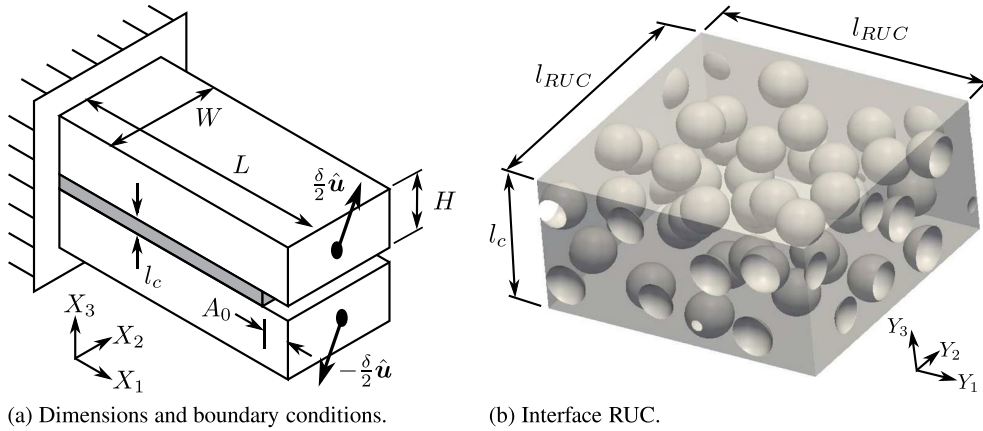 W
L
δ/2 û
H
l_c
A_0
X_3
X_2
X_1
−δ/2 û
(a) Dimensions and boundary conditions.
l_RUC
l_RUC
l_c
Y_3
Y_2
Y_1
(b) Interface RUC.